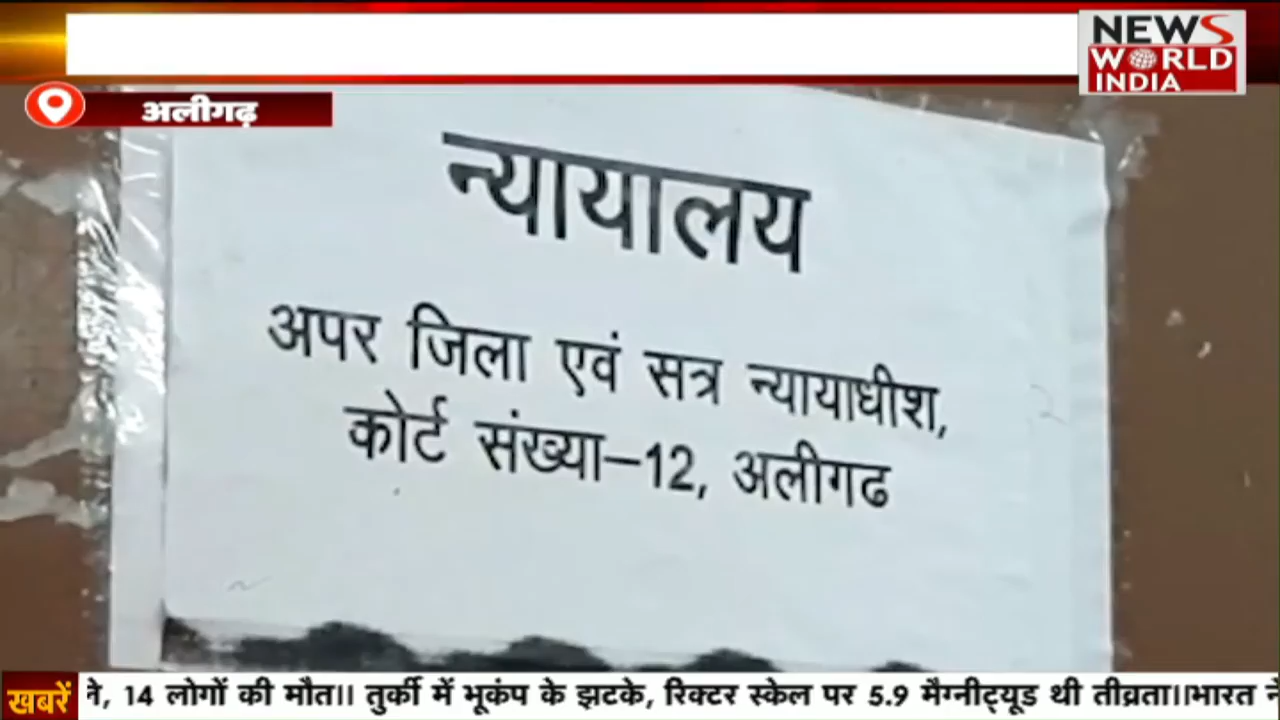 NEWS
WORLD
INDIA
अलीगढ़
न्यायालय
अपर जिला एवं सत्र न्यायाधीश,
कोर्ट संख्या–12, अलीगढ
खबरें
ने, 14 लोगों की मौत।। तुर्की में भूकंप के झटके, रिक्टर स्केल पर 5.9 मैग्नीट्यूड थी तीव्रता।।भारत ने